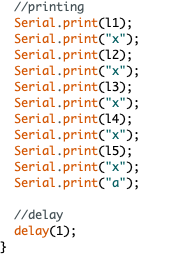 //printing
Serial.print(l1);
Serial.print("x");
Serial.print(l2);
Serial.print("x");
Serial.print(l3);
Serial.print("x");
Serial.print(l4);
Serial.print("x");
Serial.print(l5);
Serial.print("x");
Serial.print("a");

//delay
delay(1);
}